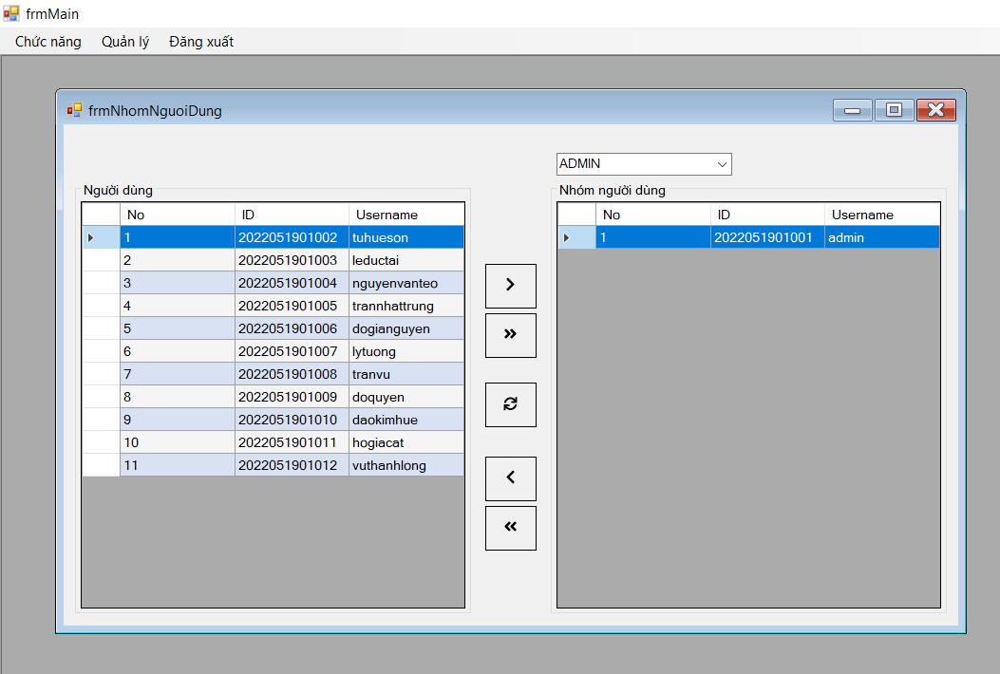 frmMain
Chức năng Quản lý Đăng xuất
frmNhomNguoiDung
ADMIN
Người dùng
No ID Username
1 2022051901002 tuhueson
2 2022051901003 leductai
3 2022051901004 nguyenvanteo
4 2022051901005 trannhattrung
5 2022051901006 dogianguyen
6 2022051901007 lytuong
7 2022051901008 tranvu
8 2022051901009 doquyen
9 2022051901010 daokimhue
10 2022051901011 hogiacat
11 2022051901012 vuthanhlong
Nhóm người dùng
No ID Username
1 2022051901001 admin